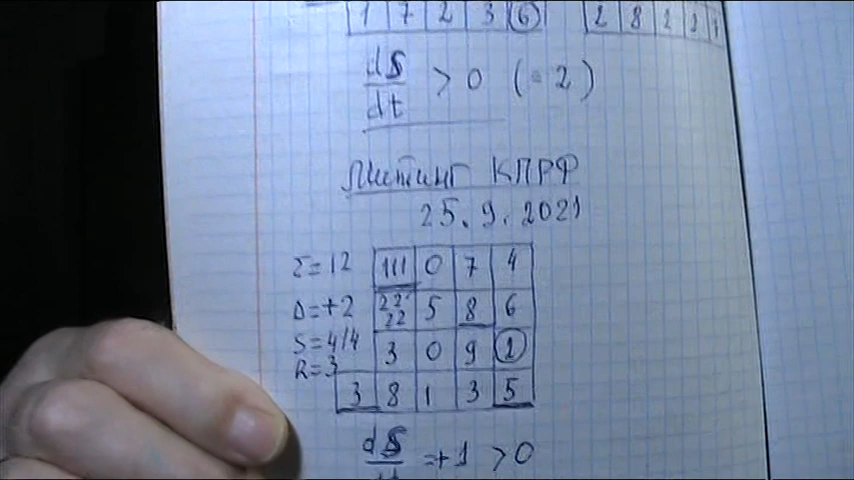 1 7 2 3 6 2 8 2 2 1
dS/dt > 0 (= 2)
Митинг КПРФ
25.9.2021
Σ=12 111 0 7 4
Δ=+2 22 22 5 8 6
S=4/4 3 0 9 1
R=3
3 8 1 3 5
dS/dt =+1 >0